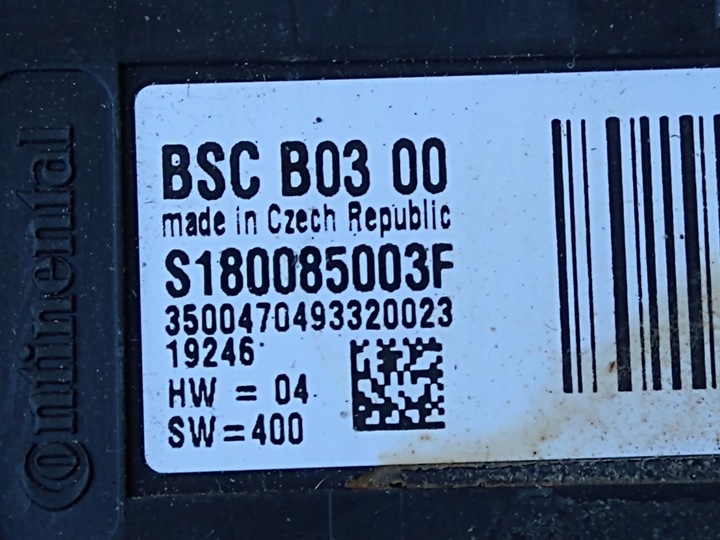 Continental
BSC B03 00
made in Czech Republic
S180085003F
3500470493320023
19246
HW = 04
SW=400